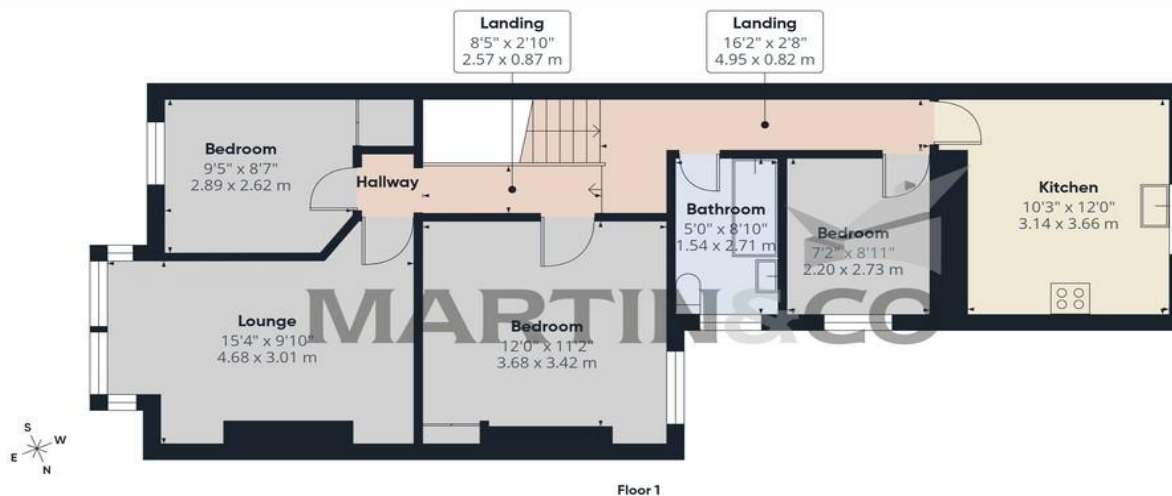 Landing
8'5" x 2'10"
2.57 x 0.87 m
Landing
16'2" x 2'8"
4.95 x 0.82 m
Bedroom
9'5" x 8'7"
2.89 x 2.62 m
Hallway
Bathroom
5'0" x 8'10"
1.54 x 2.71 m
Bedroom
7'2" x 8'11"
2.20 x 2.73 m
Kitchen
10'3" x 12'0"
3.14 x 3.66 m
Lounge
15'4" x 9'10"
4.68 x 3.01 m
Bedroom
12'0" x 11'2"
3.68 x 3.42 m
MARTIN&CO
S
W
E
N
Floor 1